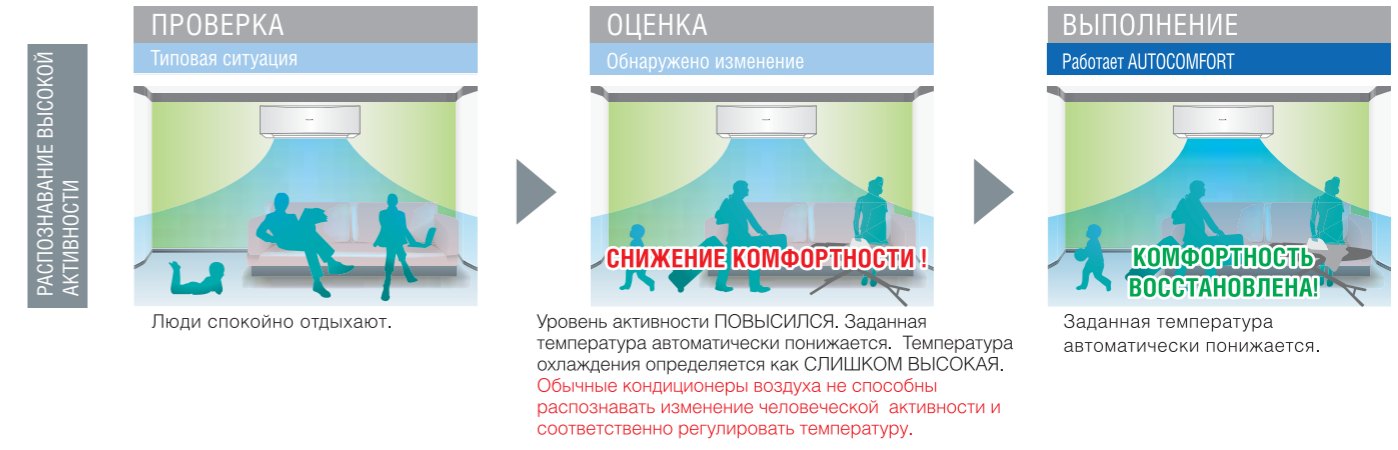 РАСПОЗНАВАНИЕ ВЫСОКОЙ
АКТИВНОСТИ
ПРОВЕРКА
Типовая ситуация
Люди спокойно отдыхают.
ОЦЕНКА
Обнаружено изменение
СНИЖЕНИЕ КОМФОРТНОСТИ !
Уровень активности ПОВЫСИЛСЯ. Заданная
температура автоматически понижается. Температура
охлаждения определяется как СЛИШКОМ ВЫСОКАЯ.
Обычные кондиционеры воздуха не способны
распознавать изменение человеческой активности и
соответственно регулировать температуру.
ВЫПОЛНЕНИЕ
Работает AUTOCOMFORT
КОМФОРТНОСТЬ
ВОССТАНОВЛЕНА!
Заданная температура
автоматически понижается.